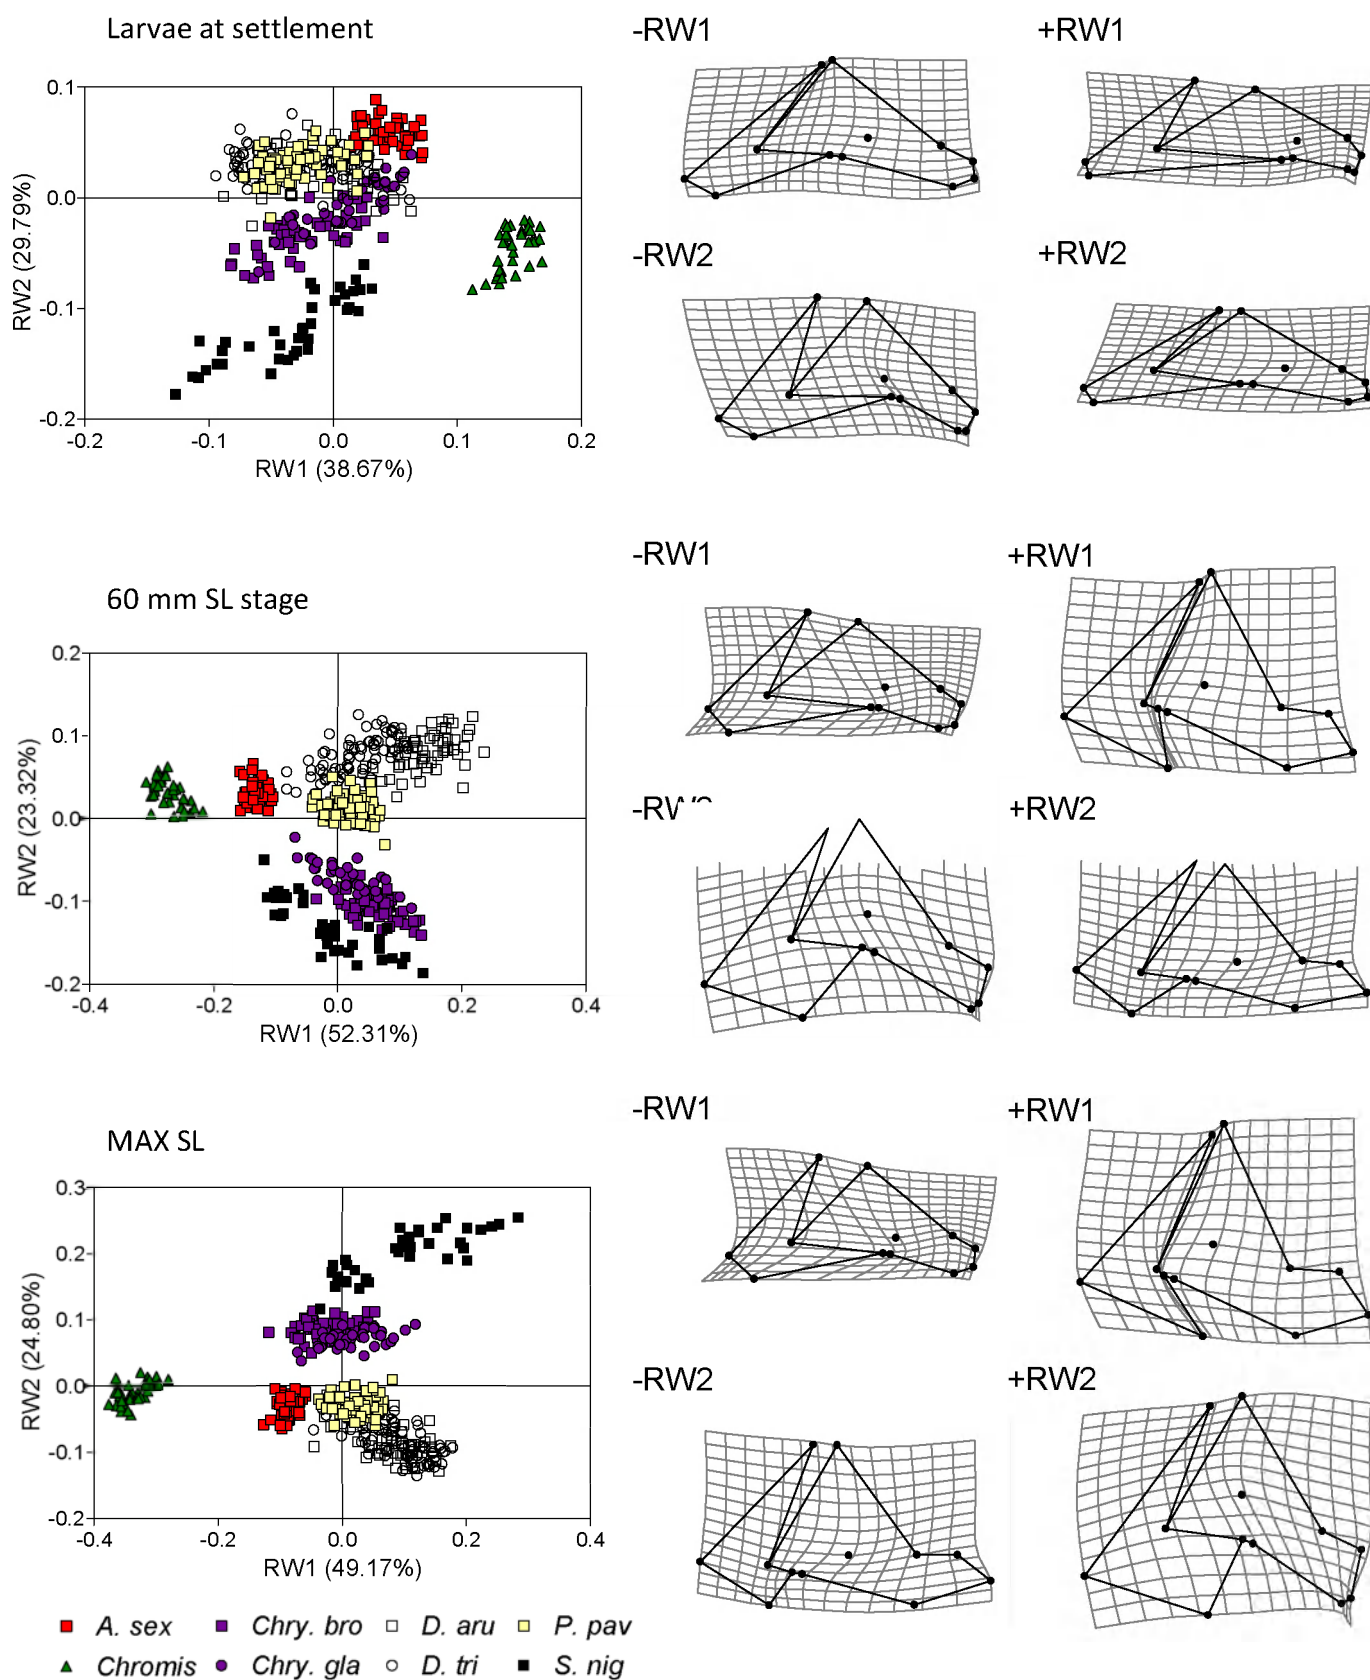 Larvae at settlement
-RW1
+RW1
0.1
0.0
-0.1
-0.2
RW2 (29.79%)
-0.2
-0.1
0.0
0.1
0.2
RW1 (38.67%)
-RW2
+RW2
60 mm SL stage
-RW1
+RW1
0.2
0.1
0.0
-0.1
-0.2
RW2 (23.32%)
-0.4
-0.2
0.0
0.2
0.4
RW1 (52.31%)
+RW2
MAX SL
-RW1
+RW1
0.3
0.2
0.1
0.0
-0.1
-0.2
RW2 (24.80%)
-0.4
-0.2
0.0
0.2
0.4
RW1 (49.17%)
-RW2
+RW2
A. sex
Chry. bro
D. aru
P. pav
Chromis
Chry. gla
D. tri
S. nig